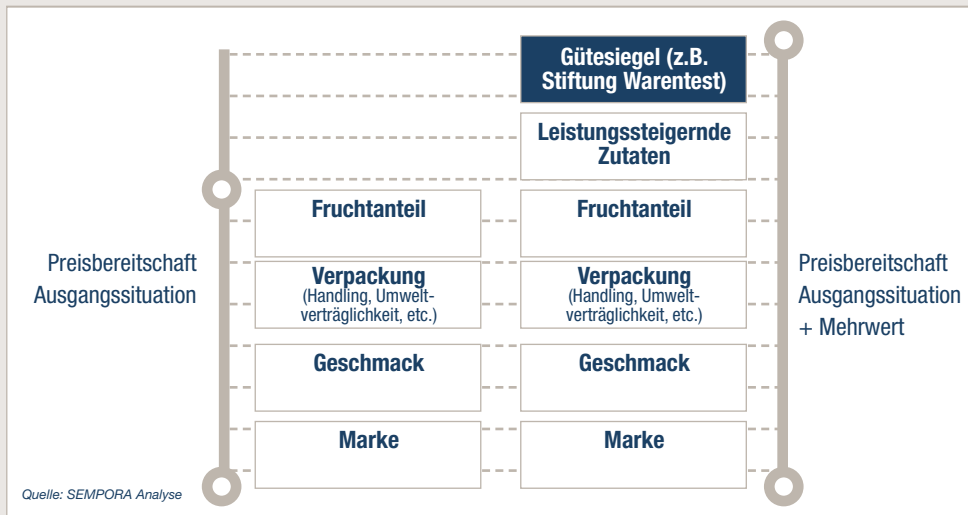 Gütesiegel (z.B.
Stiftung Warentest)
Leistungssteigernde
Zutaten
Fruchtanteil
Fruchtanteil
Preisbereitschaft
Ausgangssituation
Verpackung
(Handling, Umwelt-
verträglichkeit, etc.)
Verpackung
(Handling, Umwelt-
verträglichkeit, etc.)
Preisbereitschaft
Ausgangssituation
+ Mehrwert
Geschmack
Geschmack
Marke
Marke
Quelle: SEMPORA Analyse